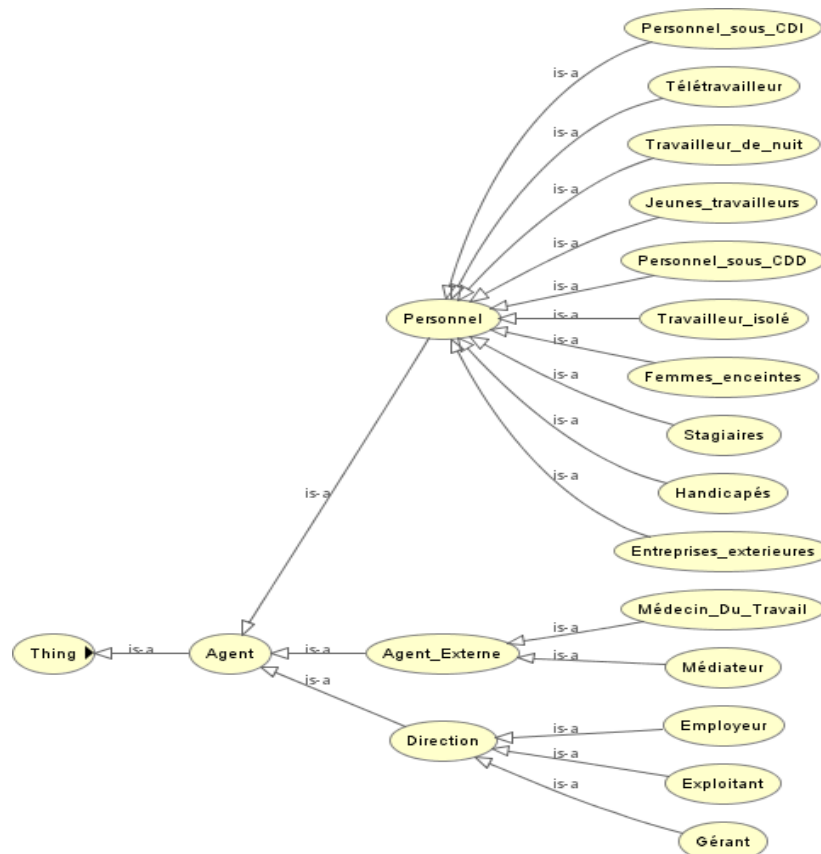 Personnel_sous_CDI
is-a
Télétravailleur
is-a
Travailleur_de_nuit
is-a
Jeunes_travailleurs
is-a
Personnel_sous_CDD
is-a
Personnel
is-a
Travailleur_isolé
is-a
Femmes_enceintes
is-a
Stagiaires
is-a
Handicapés
is-a
is-a
Entreprises_exterieures
Médecin_Du_Travail
is-a
Thing
is-a
Agent
is-a
Agent_Externe
is-a
Médiateur
is-a
Direction
is-a
Employeur
is-a
Exploitant
is-a
Gérant